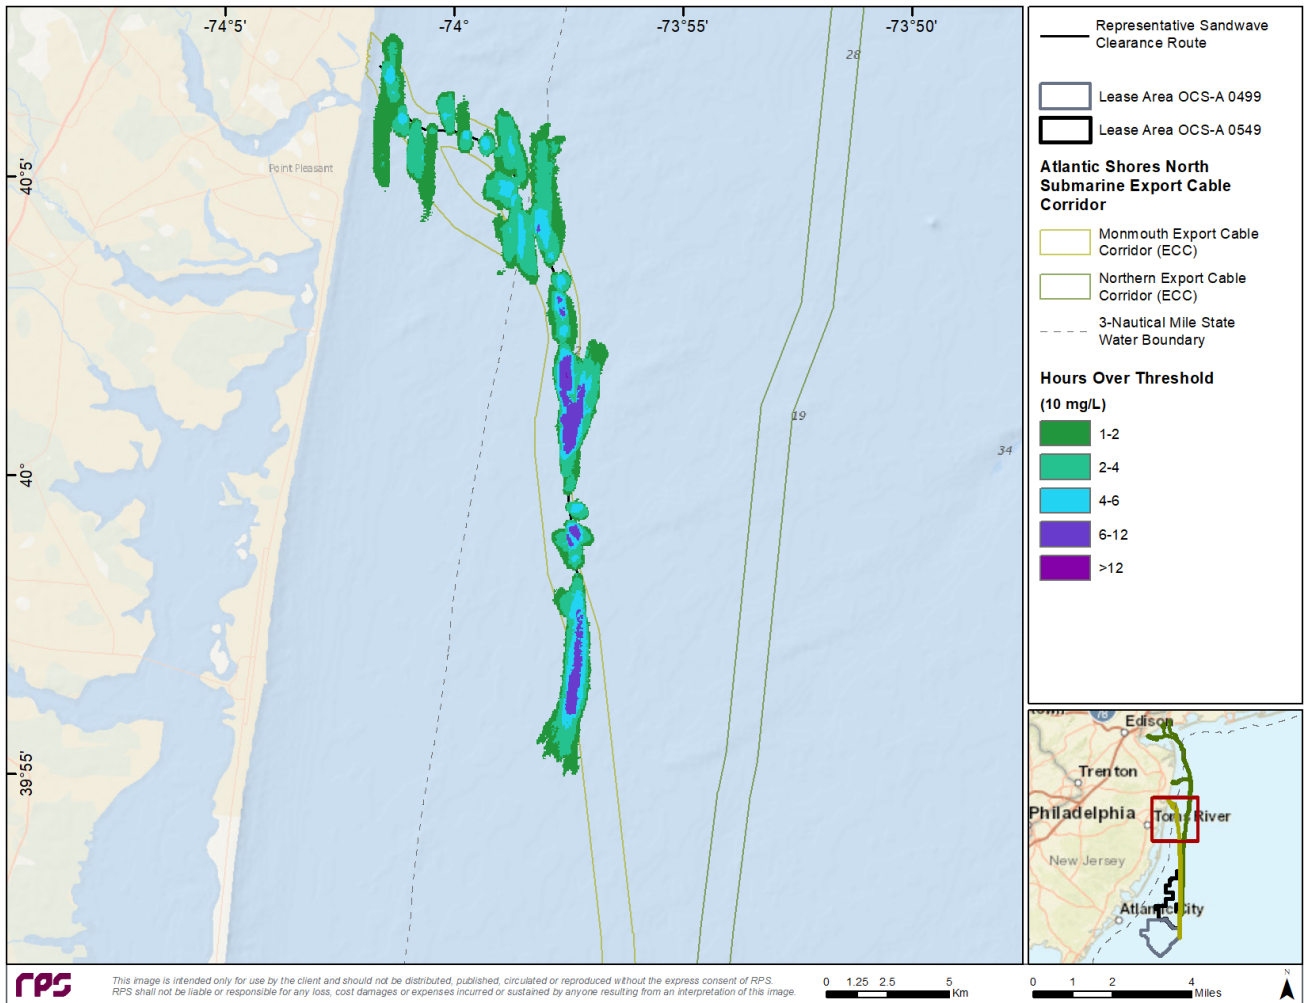 -74°5'
-74°
-73°55'
-73°50'
40°5'
40°
39°55'
Point Pleasant
28
19
34
Representative Sandwave
Clearance Route
Lease Area OCS-A 0499
Lease Area OCS-A 0549
Atlantic Shores North
Submarine Export Cable
Corridor
Monmouth Export Cable
Corridor (ECC)
Northern Export Cable
Corridor (ECC)
3-Nautical Mile State
Water Boundary
Hours Over Threshold
(10 mg/L)
1-2
2-4
4-6
6-12
>12
78
Edison
Trenton
Philadelphia
Toms River
New Jersey
Atlantic City
rps
This image is intended only for use by the client and should not be distributed, published, circulated or reproduced without the express consent of RPS.
RPS shall not be liable or responsible for any loss, cost damages or expenses incurred or sustained by anyone resulting from an interpretation of this image.
0 1.25 2.5 5
Km
0 1 2 4
Miles
N